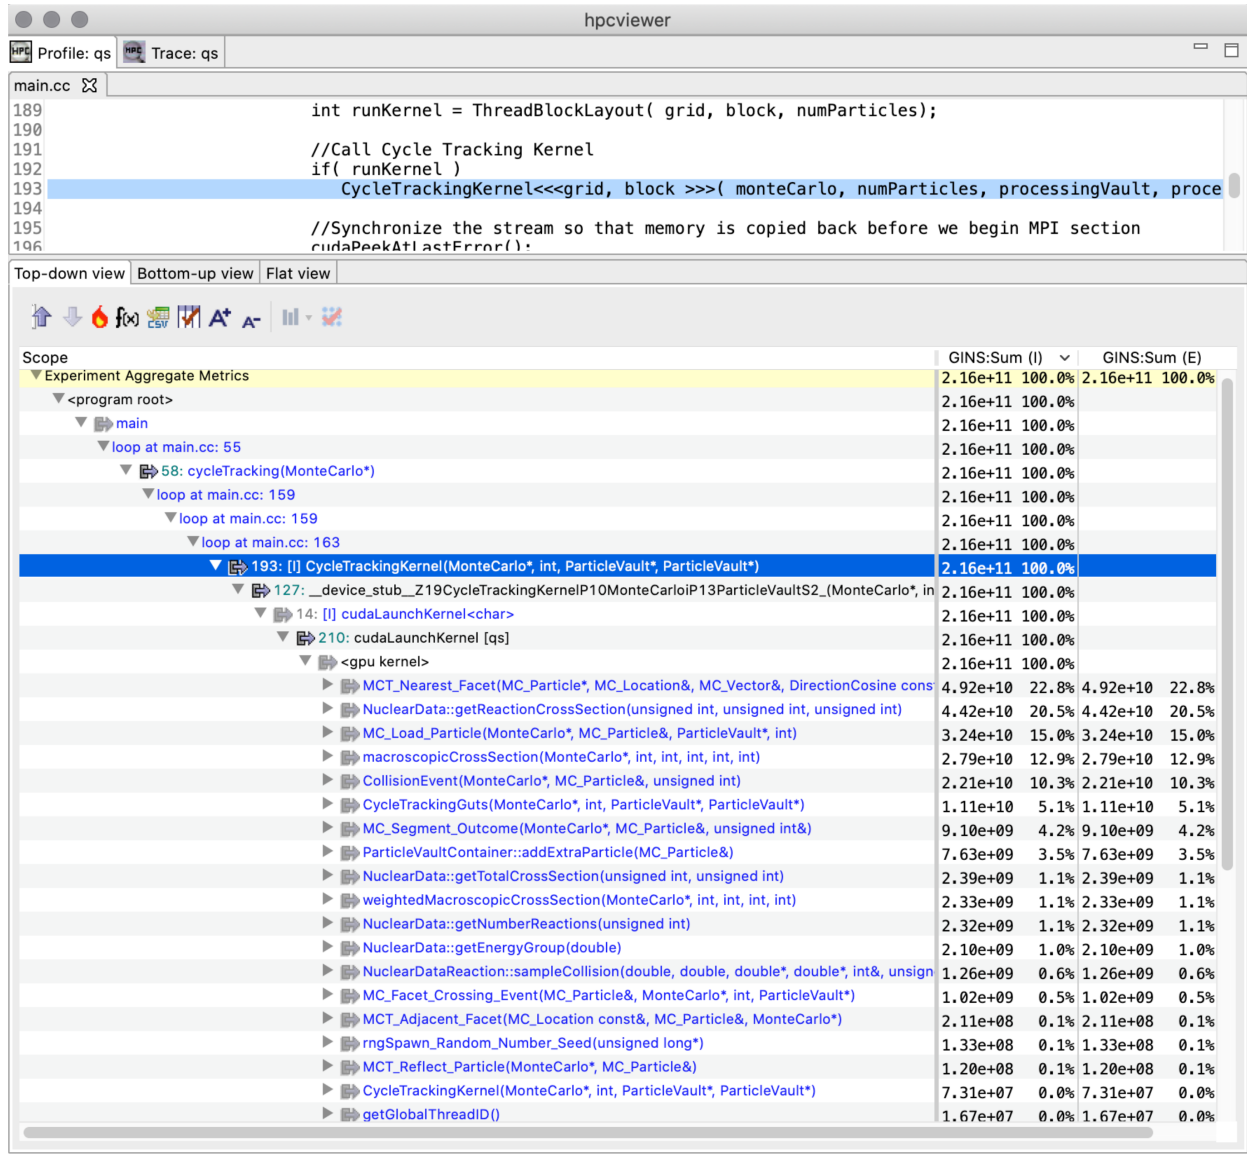 hpcviewer
HPC Profile: qs HPC Trace: qs
main.cc
189 int runKernel = ThreadBlockLayout( grid, block, numParticles);
190
191 //Call Cycle Tracking Kernel
192 if( runKernel )
193 CycleTrackingKernel<<<grid, block >>>( monteCarlo, numParticles, processingVault, proce
194
195 //Synchronize the stream so that memory is copied back before we begin MPI section
196 cudaPeekAtLastError();
Top-down view Bottom-up view Flat view
f(x) CSV A+ A-
Scope GINS:Sum (I) GINS:Sum (E)
Experiment Aggregate Metrics 2.16e+11 100.0% 2.16e+11 100.0%
<program root> 2.16e+11 100.0%
main 2.16e+11 100.0%
loop at main.cc: 55 2.16e+11 100.0%
58: cycleTracking(MonteCarlo*) 2.16e+11 100.0%
loop at main.cc: 159 2.16e+11 100.0%
loop at main.cc: 159 2.16e+11 100.0%
loop at main.cc: 163 2.16e+11 100.0%
193: [I] CycleTrackingKernel(MonteCarlo*, int, ParticleVault*, ParticleVault*) 2.16e+11 100.0%
127: __device_stub__Z19CycleTrackingKernelP10MonteCarloiP13ParticleVaultS2_(MonteCarlo*, in 2.16e+11 100.0%
14: [I] cudaLaunchKernel<char> 2.16e+11 100.0%
210: cudaLaunchKernel [qs] 2.16e+11 100.0%
<gpu kernel> 2.16e+11 100.0%
MCT_Nearest_Facet(MC_Particle*, MC_Location&, MC_Vector&, DirectionCosine cons 4.92e+10 22.8% 4.92e+10 22.8%
NuclearData::getReactionCrossSection(unsigned int, unsigned int, unsigned int) 4.42e+10 20.5% 4.42e+10 20.5%
MC_Load_Particle(MonteCarlo*, MC_Particle&, ParticleVault*, int) 3.24e+10 15.0% 3.24e+10 15.0%
macroscopicCrossSection(MonteCarlo*, int, int, int, int, int) 2.79e+10 12.9% 2.79e+10 12.9%
CollisionEvent(MonteCarlo*, MC_Particle&, unsigned int) 2.21e+10 10.3% 2.21e+10 10.3%
CycleTrackingGuts(MonteCarlo*, int, ParticleVault*, ParticleVault*) 1.11e+10 5.1% 1.11e+10 5.1%
MC_Segment_Outcome(MonteCarlo*, MC_Particle&, unsigned int&) 9.10e+09 4.2% 9.10e+09 4.2%
ParticleVaultContainer::addExtraParticle(MC_Particle&) 7.63e+09 3.5% 7.63e+09 3.5%
NuclearData::getTotalCrossSection(unsigned int, unsigned int) 2.39e+09 1.1% 2.39e+09 1.1%
weightedMacroscopicCrossSection(MonteCarlo*, int, int, int, int) 2.33e+09 1.1% 2.33e+09 1.1%
NuclearData::getNumberReactions(unsigned int) 2.32e+09 1.1% 2.32e+09 1.1%
NuclearData::getEnergyGroup(double) 2.10e+09 1.0% 2.10e+09 1.0%
NuclearDataReaction::sampleCollision(double, double, double*, double*, int&, unsign 1.26e+09 0.6% 1.26e+09 0.6%
MC_Facet_Crossing_Event(MC_Particle&, MonteCarlo*, int, ParticleVault*) 1.02e+09 0.5% 1.02e+09 0.5%
MCT_Adjacent_Facet(MC_Location const&, MC_Particle&, MonteCarlo*) 2.11e+08 0.1% 2.11e+08 0.1%
rngSpawn_Random_Number_Seed(unsigned long*) 1.33e+08 0.1% 1.33e+08 0.1%
MCT_Reflect_Particle(MonteCarlo*, MC_Particle&) 1.20e+08 0.1% 1.20e+08 0.1%
CycleTrackingKernel(MonteCarlo*, int, ParticleVault*, ParticleVault*) 7.31e+07 0.0% 7.31e+07 0.0%
getGlobalThreadID() 1.67e+07 0.0% 1.67e+07 0.0%